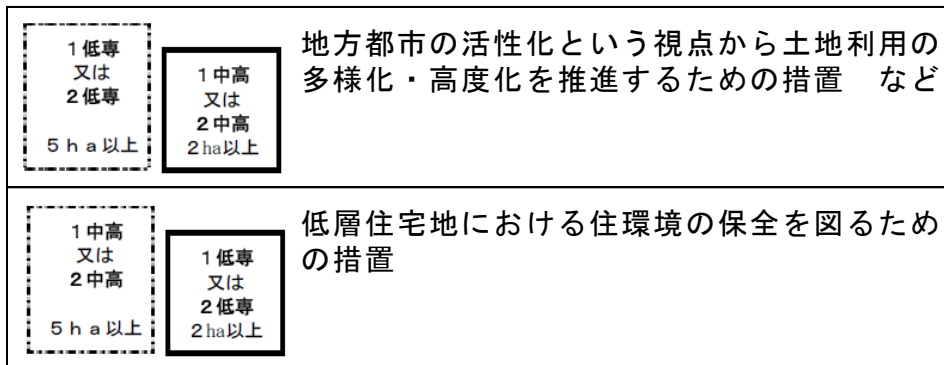 1低専
又は
2低専
5ha以上
1中高
又は
2中高
2ha以上
地方都市の活性化という視点から土地利用の
多様化・高度化を推進するための措置　など
1中高
又は
2中高
5ha以上
1低専
又は
2低専
2ha以上
低層住宅地における住環境の保全を図るため
の措置